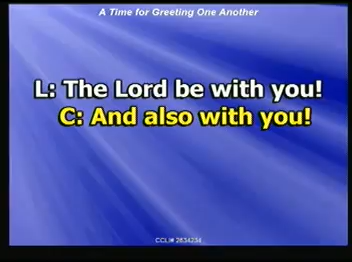 A Time for Greeting One Another
L: The Lord be with you!
C: And also with you!
CCLI# 2634234